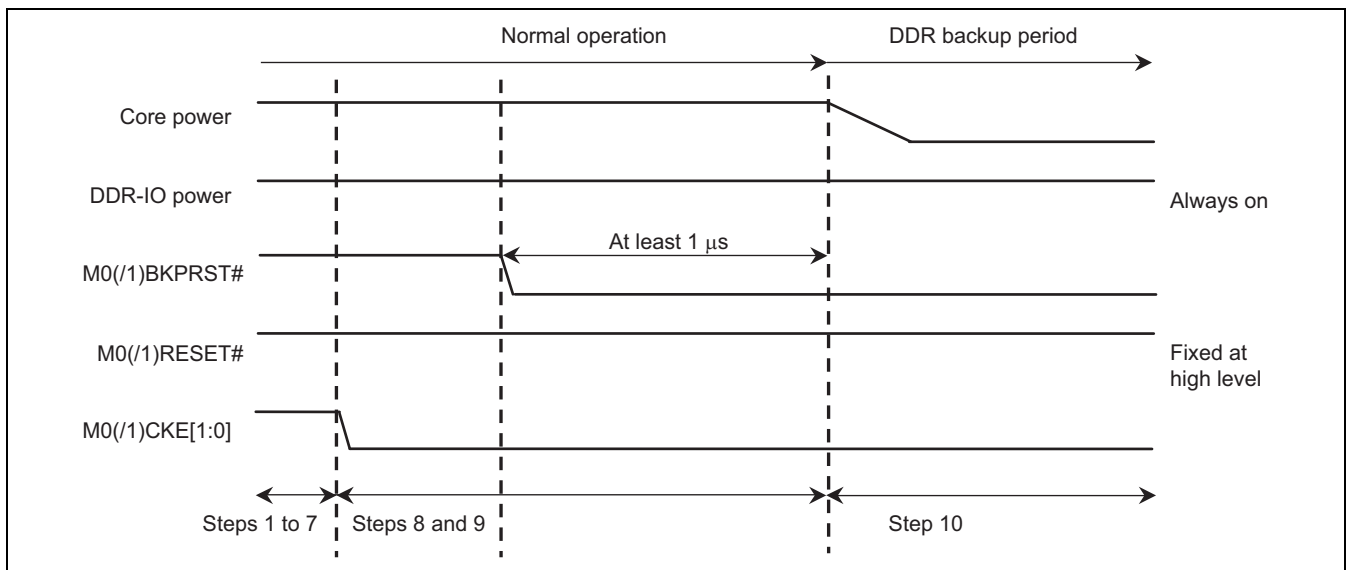 Normal operation
DDR backup period
Core power
DDR-IO power
Always on
At least 1 μs
M0(/1)BKPRST#
M0(/1)RESET#
Fixed at
high level
M0(/1)CKE[1:0]
Steps 1 to 7
Steps 8 and 9
Step 10